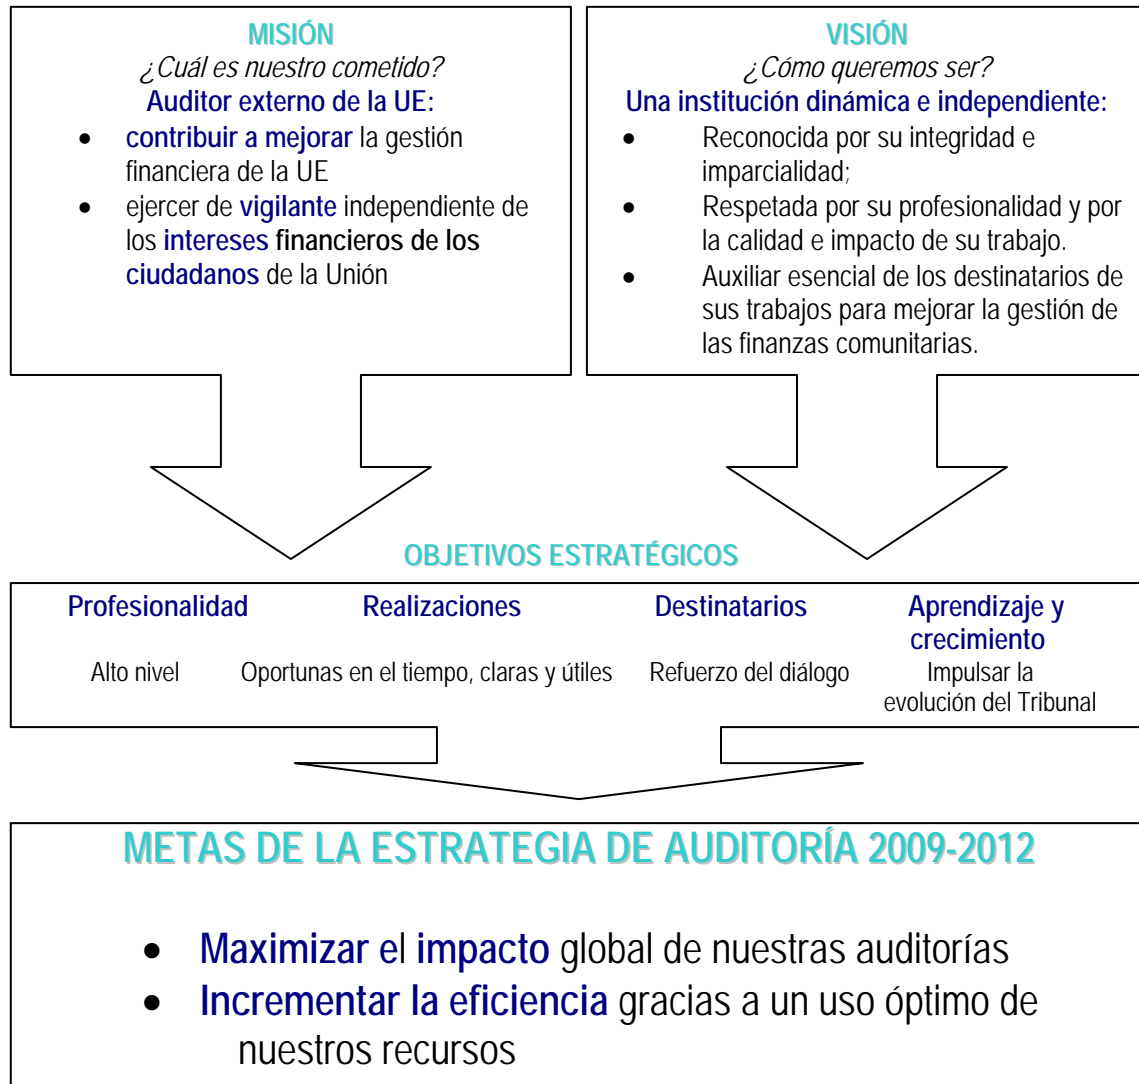 MISIÓN
¿Cuál es nuestro cometido?
Auditor externo de la UE:
• contribuir a mejorar la gestión
financiera de la UE
• ejercer de vigilante independiente de
los intereses financieros de los
ciudadanos de la Unión
VISIÓN
¿Cómo queremos ser?
Una institución dinámica e independiente:
• Reconocida por su integridad e
imparcialidad;
• Respetada por su profesionalidad y por
la calidad e impacto de su trabajo.
• Auxiliar esencial de los destinatarios de
sus trabajos para mejorar la gestión de
las finanzas comunitarias.
OBJETIVOS ESTRATÉGICOS
Profesionalidad
Alto nivel
Realizaciones
Oportunas en el tiempo, claras y útiles
Destinatarios
Refuerzo del diálogo
Aprendizaje y
crecimiento
Impulsar la
evolución del Tribunal
METAS DE LA ESTRATEGIA DE AUDITORÍA 2009-2012
• Maximizar el impacto global de nuestras auditorías
• Incrementar la eficiencia gracias a un uso óptimo de
nuestros recursos